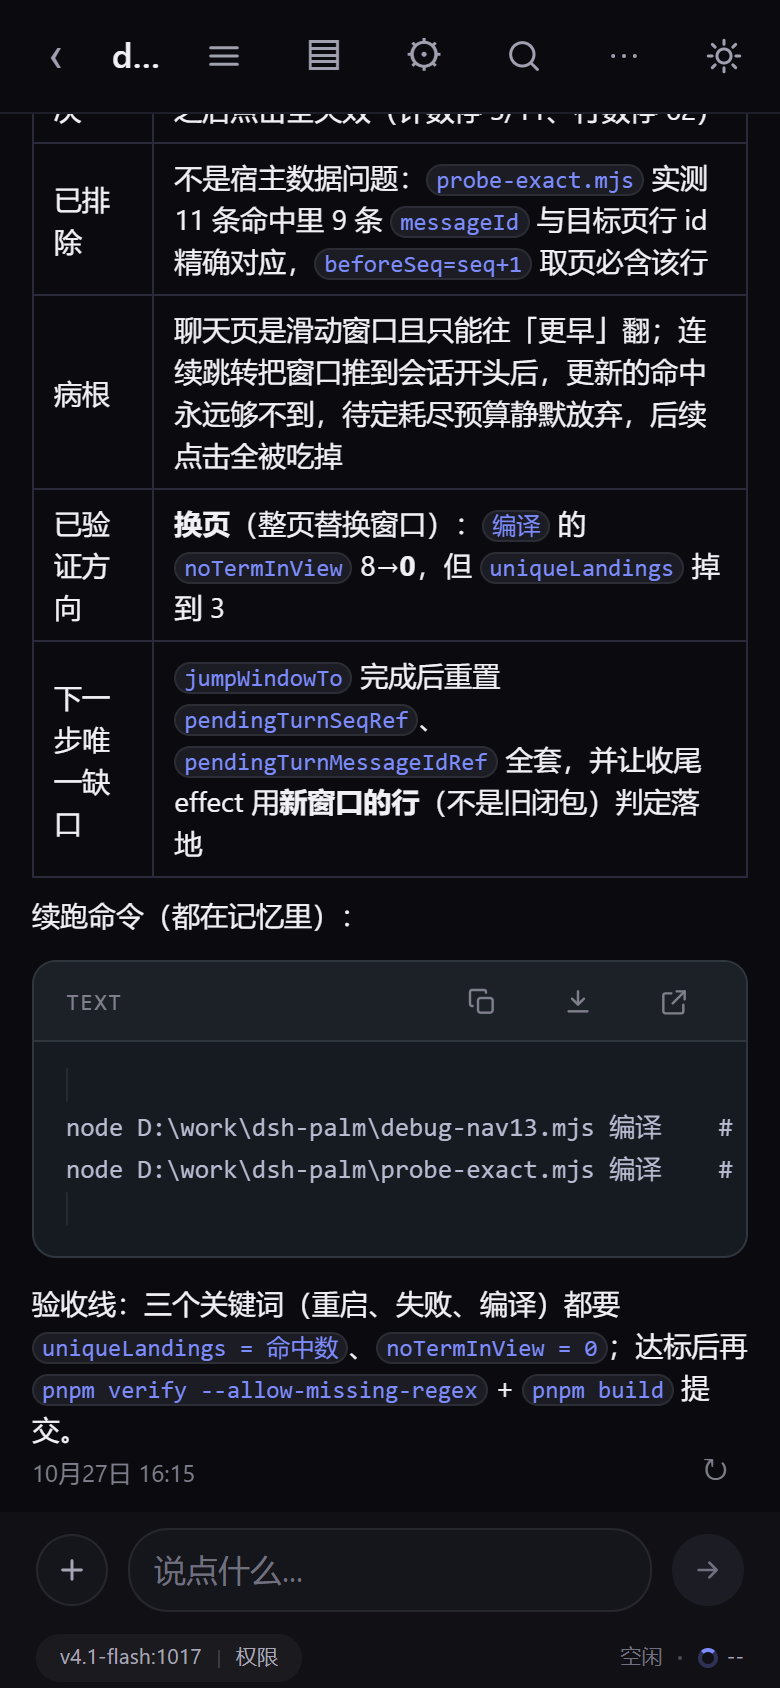 d...
已排
除
不是宿主数据问题：probe-exact.mjs 实测
11 条命中里 9 条 messageId 与目标页行 id
精确对应，beforeSeq=seq+1 取页必含该行
病根
聊天页是滑动窗口且只能往「更早」翻；连
续跳转把窗口推到会话开头后，更新的命中
永远够不到，待定耗尽预算静默放弃，后续
点击全被吃掉
已验
证方
向
换页（整页替换窗口）：编译 的
noTermInView 8→0，但 uniqueLandings 掉
到 3
下一
步唯
一缺
口
jumpWindowTo 完成后重置
pendingTurnSeqRef、
pendingTurnMessageIdRef 全套，并让收尾
effect 用新窗口的行（不是旧闭包）判定落
地
续跑命令（都在记忆里）：
TEXT
node D:\work\dsh-palm\debug-nav13.mjs 编译 #
node D:\work\dsh-palm\probe-exact.mjs 编译 #
验收线：三个关键词（重启、失败、编译）都要
uniqueLandings = 命中数、noTermInView = 0；达标后再
pnpm verify --allow-missing-regex + pnpm build 提
交。
10月27日 16:15
说点什么...
v4.1-flash:1017 | 权限
空闲 · --